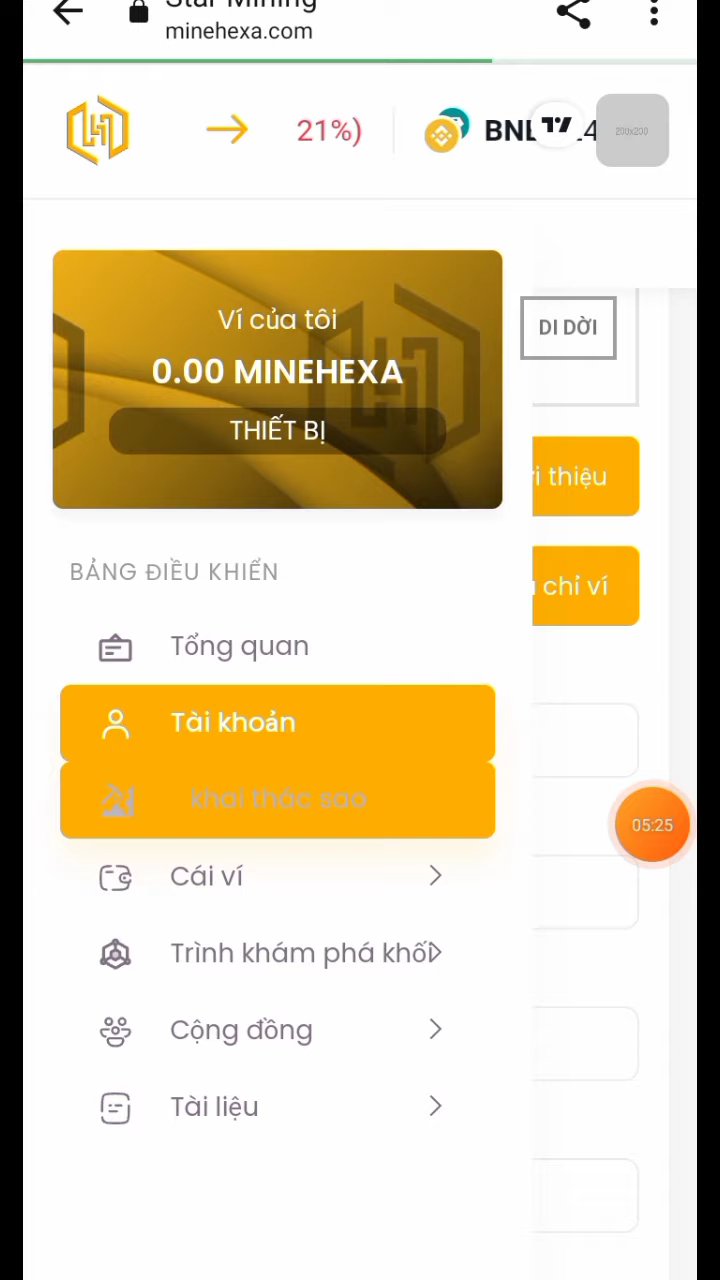 Star Mining
minehexa.com
21%)
BNB
200x200
Ví của tôi
0.00 MINEHEXA
THIẾT BỊ
DI DỜI
thiệu
chỉ ví
BẢNG ĐIỀU KHIỂN
Tổng quan
Tài khoản
khai thác sao
05:25
Cái ví
Trình khám phá khối
Cộng đồng
Tài liệu